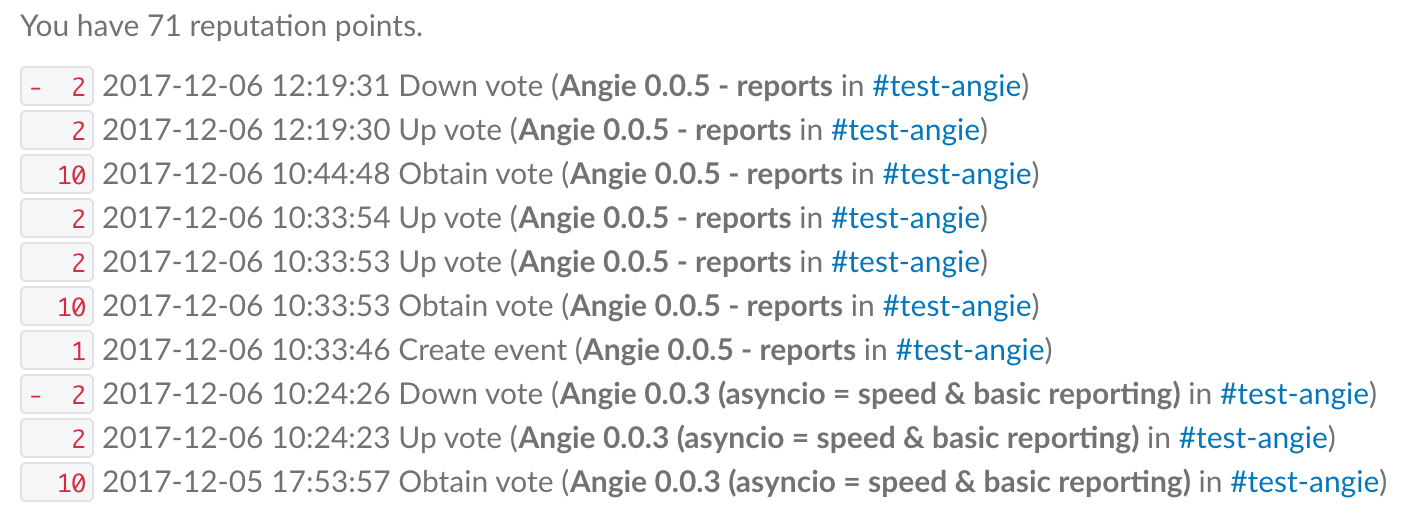 You have 71 reputation points.
- 2 2017-12-06 12:19:31 Down vote (Angie 0.0.5 - reports in #test-angie)
2 2017-12-06 12:19:30 Up vote (Angie 0.0.5 - reports in #test-angie)
10 2017-12-06 10:44:48 Obtain vote (Angie 0.0.5 - reports in #test-angie)
2 2017-12-06 10:33:54 Up vote (Angie 0.0.5 - reports in #test-angie)
2 2017-12-06 10:33:53 Up vote (Angie 0.0.5 - reports in #test-angie)
10 2017-12-06 10:33:53 Obtain vote (Angie 0.0.5 - reports in #test-angie)
1 2017-12-06 10:33:46 Create event (Angie 0.0.5 - reports in #test-angie)
- 2 2017-12-06 10:24:26 Down vote (Angie 0.0.3 (asyncio = speed & basic reporting) in #test-angie)
2 2017-12-06 10:24:23 Up vote (Angie 0.0.3 (asyncio = speed & basic reporting) in #test-angie)
10 2017-12-05 17:53:57 Obtain vote (Angie 0.0.3 (asyncio = speed & basic reporting) in #test-angie)